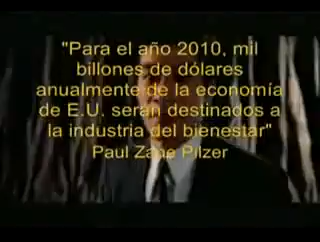 "Para el año 2010, mil
billones de dólares
anualmente de la economía
de E.U. serán destinados a
la industria del bienestar"
Paul Zane Pilzer